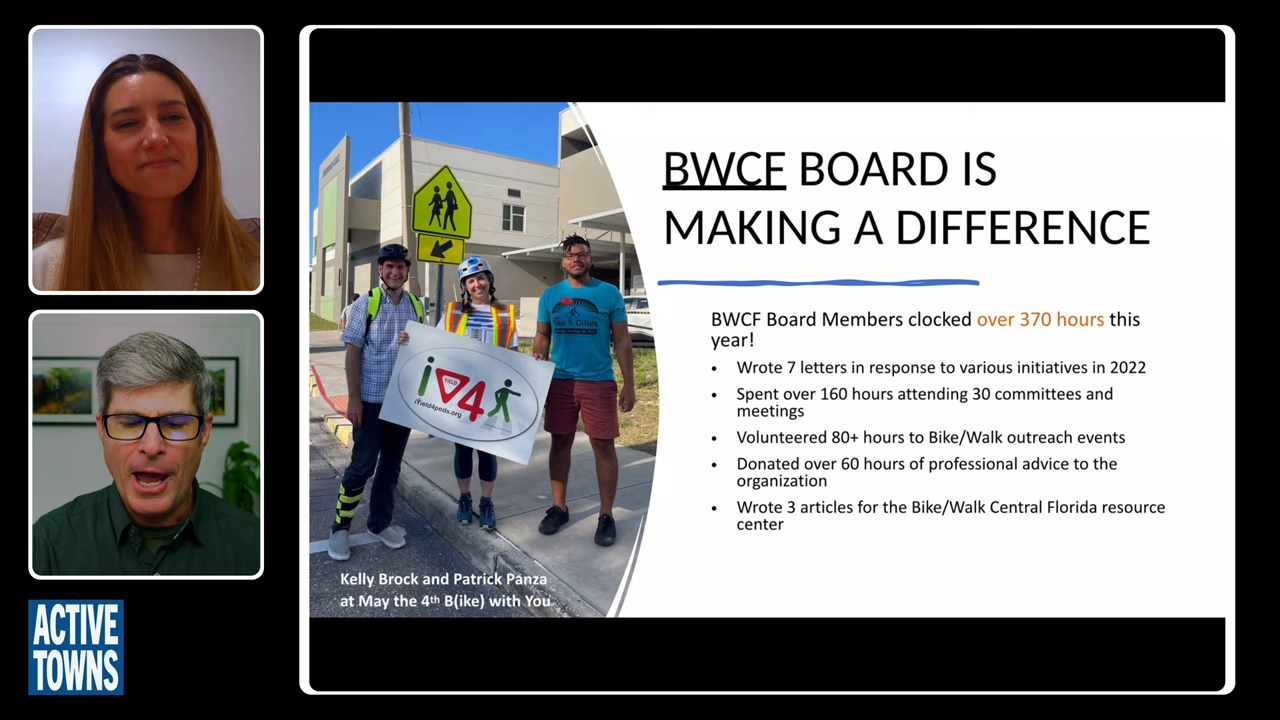 BWCF BOARD IS
MAKING A DIFFERENCE
BWCF Board Members clocked over 370 hours this
year!
• Wrote 7 letters in response to various initiatives in 2022
• Spent over 160 hours attending 30 committees and
meetings
• Volunteered 80+ hours to Bike/Walk outreach events
• Donated over 60 hours of professional advice to the
organization
• Wrote 3 articles for the Bike/Walk Central Florida resource
center
i YIELD 4
iYield4peds.org
Bike 5 Cities
Kelly Brock and Patrick Panza
at May the 4th B(ike) with You
ACTIVE
TOWNS